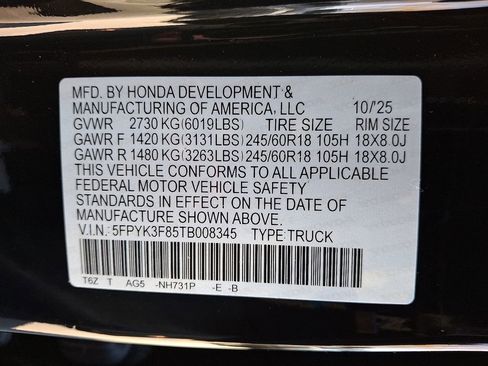 MFD. BY HONDA DEVELOPMENT &
MANUFACTURING OF AMERICA, LLC 10/'25
GVWR 2730 KG(6019LBS) TIRE SIZE RIM SIZE
GAWR F 1420 KG(3131LBS) 245/60R18 105H 18X8.0J
GAWR R 1480 KG(3263LBS) 245/60R18 105H 18X8.0J
THIS VEHICLE CONFORMS TO ALL APPLICABLE
FEDERAL MOTOR VEHICLE SAFETY
STANDARDS IN EFFECT ON THE DATE OF
MANUFACTURE SHOWN ABOVE.
V.I.N.: 5FPYK3F85TB008345 TYPE:TRUCK
T6Z T AG5 -NH731P -E -B